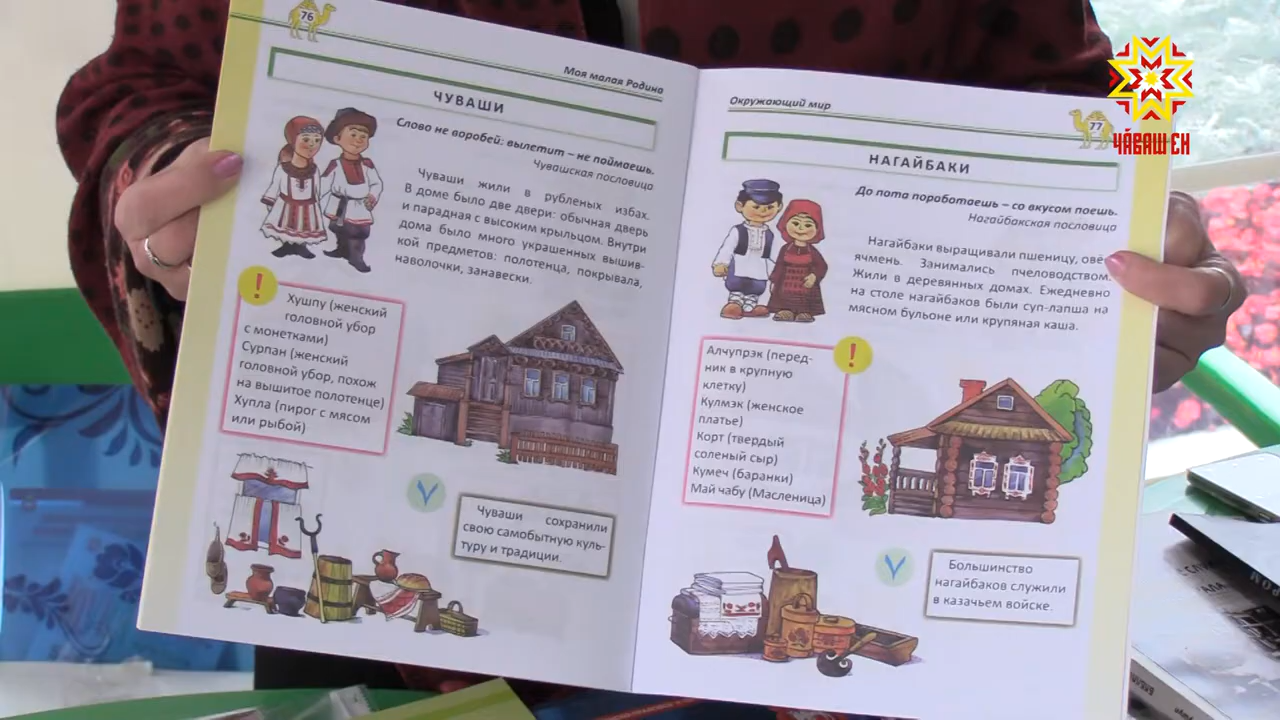 76
Моя малая Родина
ЧУВАШИ
Слово не воробей: вылетит – не поймаешь.
Чувашская пословица
Чуваши жили в рубленых избах.
В доме было две двери: обычная дверь
и парадная с высоким крыльцом. Внутри
дома было много украшенных вышив-
кой предметов: полотенца, покрывала,
наволочки, занавески.
!
Хушпу (женский
головной убор
с монетками)
Сурпан (женский
головной убор, похож
на вышитое полотенце)
Хупла (пирог с мясом
или рыбой)
Чуваши сохранили
свою самобытную куль-
туру и традиции.
Окружающий мир
77
НАГАЙБАКИ
До пота поработаешь – со вкусом поешь.
Нагайбакская пословица
Нагайбаки выращивали пшеницу, овё
ячмень. Занимались пчеловодством.
Жили в деревянных домах. Ежедневно
на столе нагайбаков были суп-лапша на
мясном бульоне или крупяная каша.
!
Алчупрэк (перед-
ник в крупную
клетку)
Кулмэк (женское
платье)
Корт (твердый
соленый сыр)
Кумеч (баранки)
Май чабу (Масленица)
Большинство
нагайбаков служили
в казачьем войске.
ЧӐВАШ ЕН